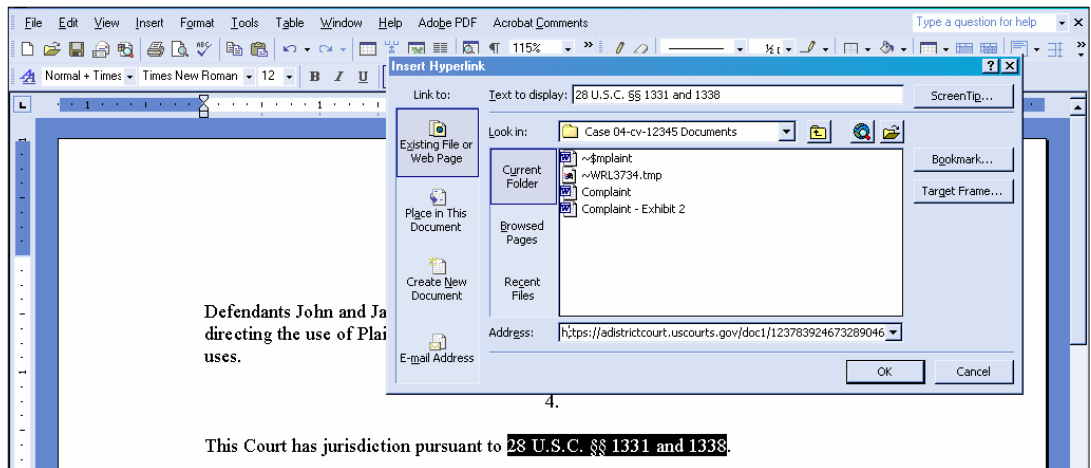 File Edit View Insert Format Tools Table Window Help Adobe PDF Acrobat Comments Type a question for help
115%
Normal + Times Times New Roman 12 B I U
Insert Hyperlink
Link to: Text to display: 28 U.S.C. §§ 1331 and 1338 ScreenTip...
Existing File or Web Page
Look in: Case 04-cv-12345 Documents
Current Folder
~$mplaint
~WRL3734.tmp
Complaint
Complaint - Exhibit 2
Bookmark...
Target Frame...
Place in This Document
Browsed Pages
Create New Document
Recent Files
Address: https://adistrictcourt.uscourts.gov/doc1/123783924673289046
E-mail Address
OK Cancel
Defendants John and Ja
directing the use of Plai
uses.
4.
This Court has jurisdiction pursuant to 28 U.S.C. §§ 1331 and 1338.